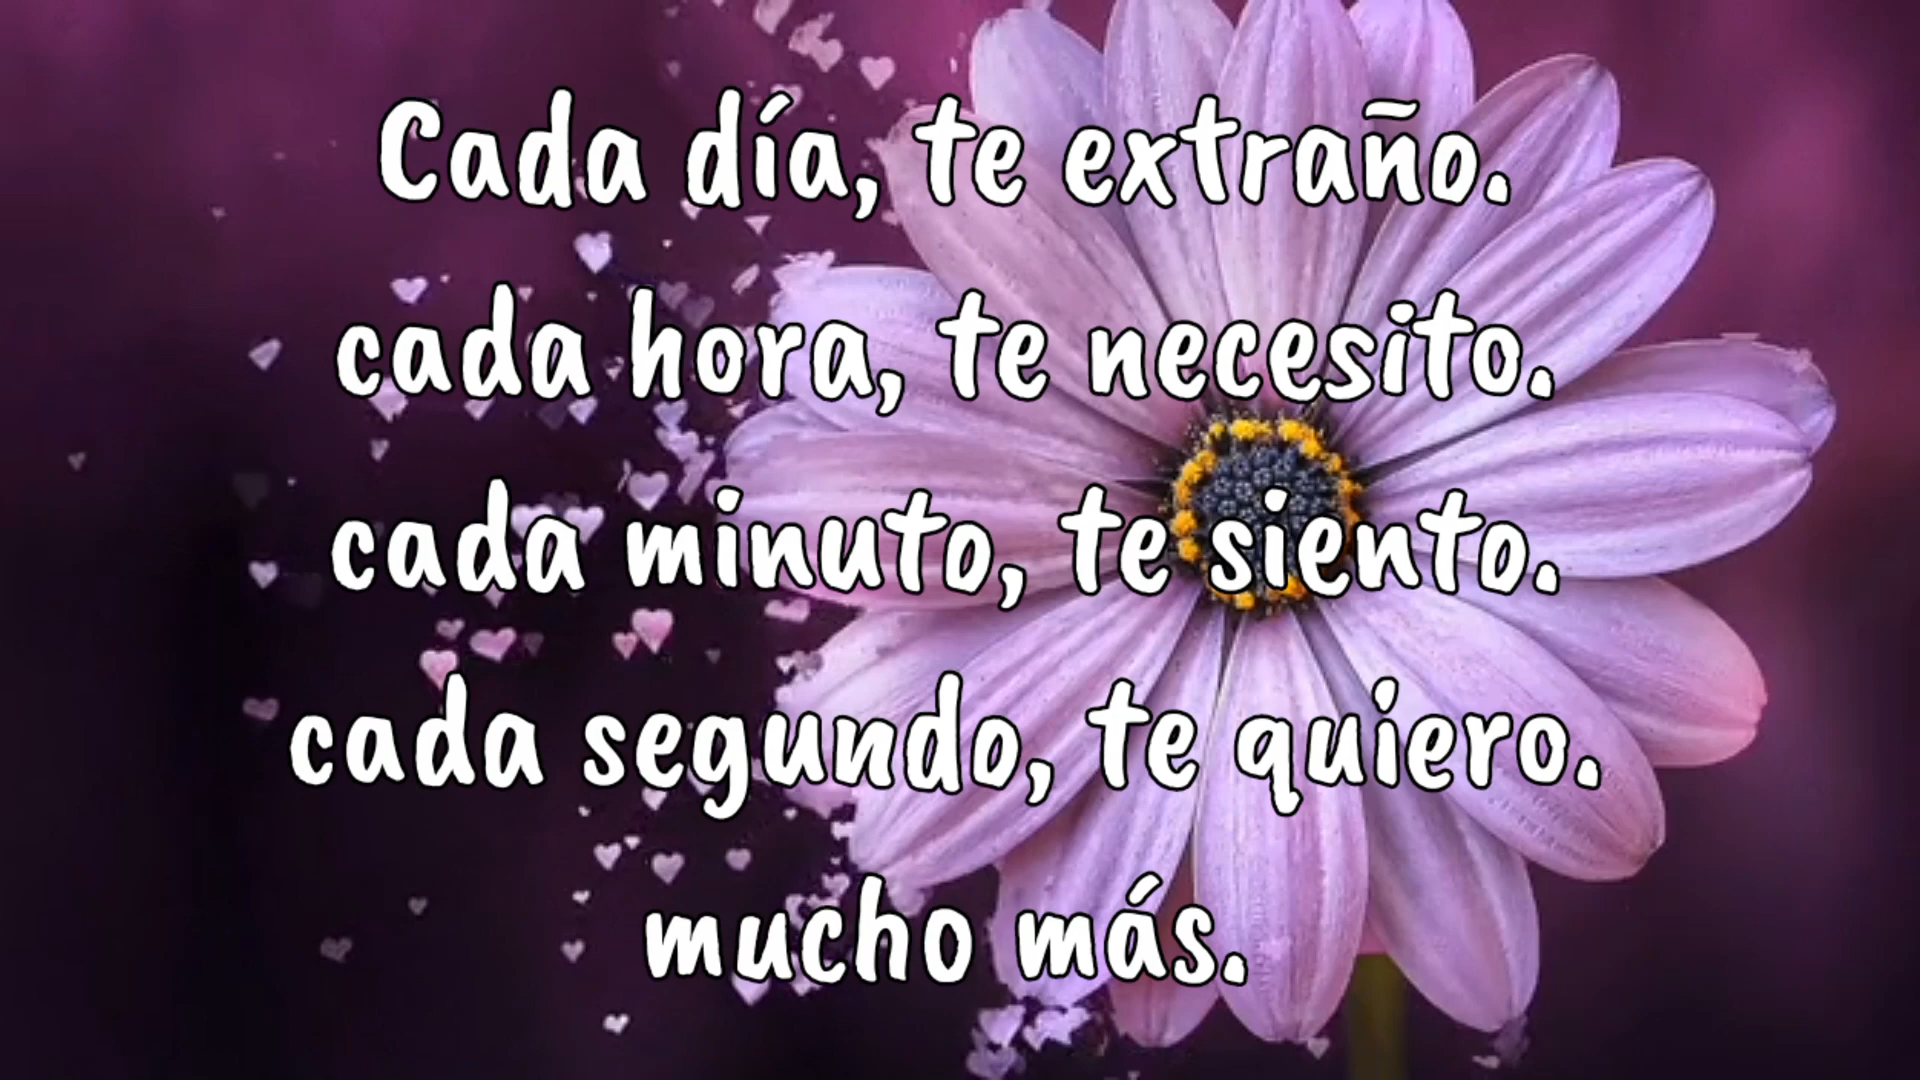 Cada día, te extraño.
cada hora, te necesito.
cada minuto, te siento.
cada segundo, te quiero.
mucho más.